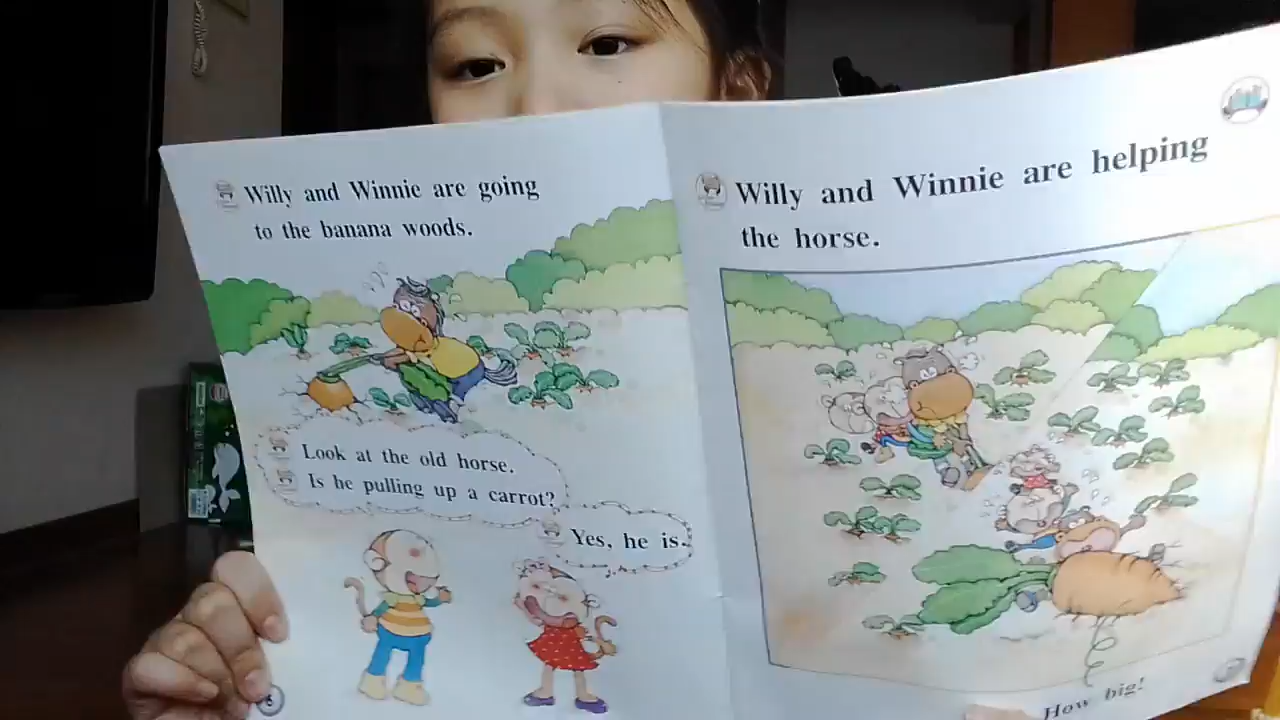 Willy and Winnie are going
to the banana woods.
Look at the old horse.
Is he pulling up a carrot?
Yes, he is.
Willy and Winnie are helping
the horse.
How big!